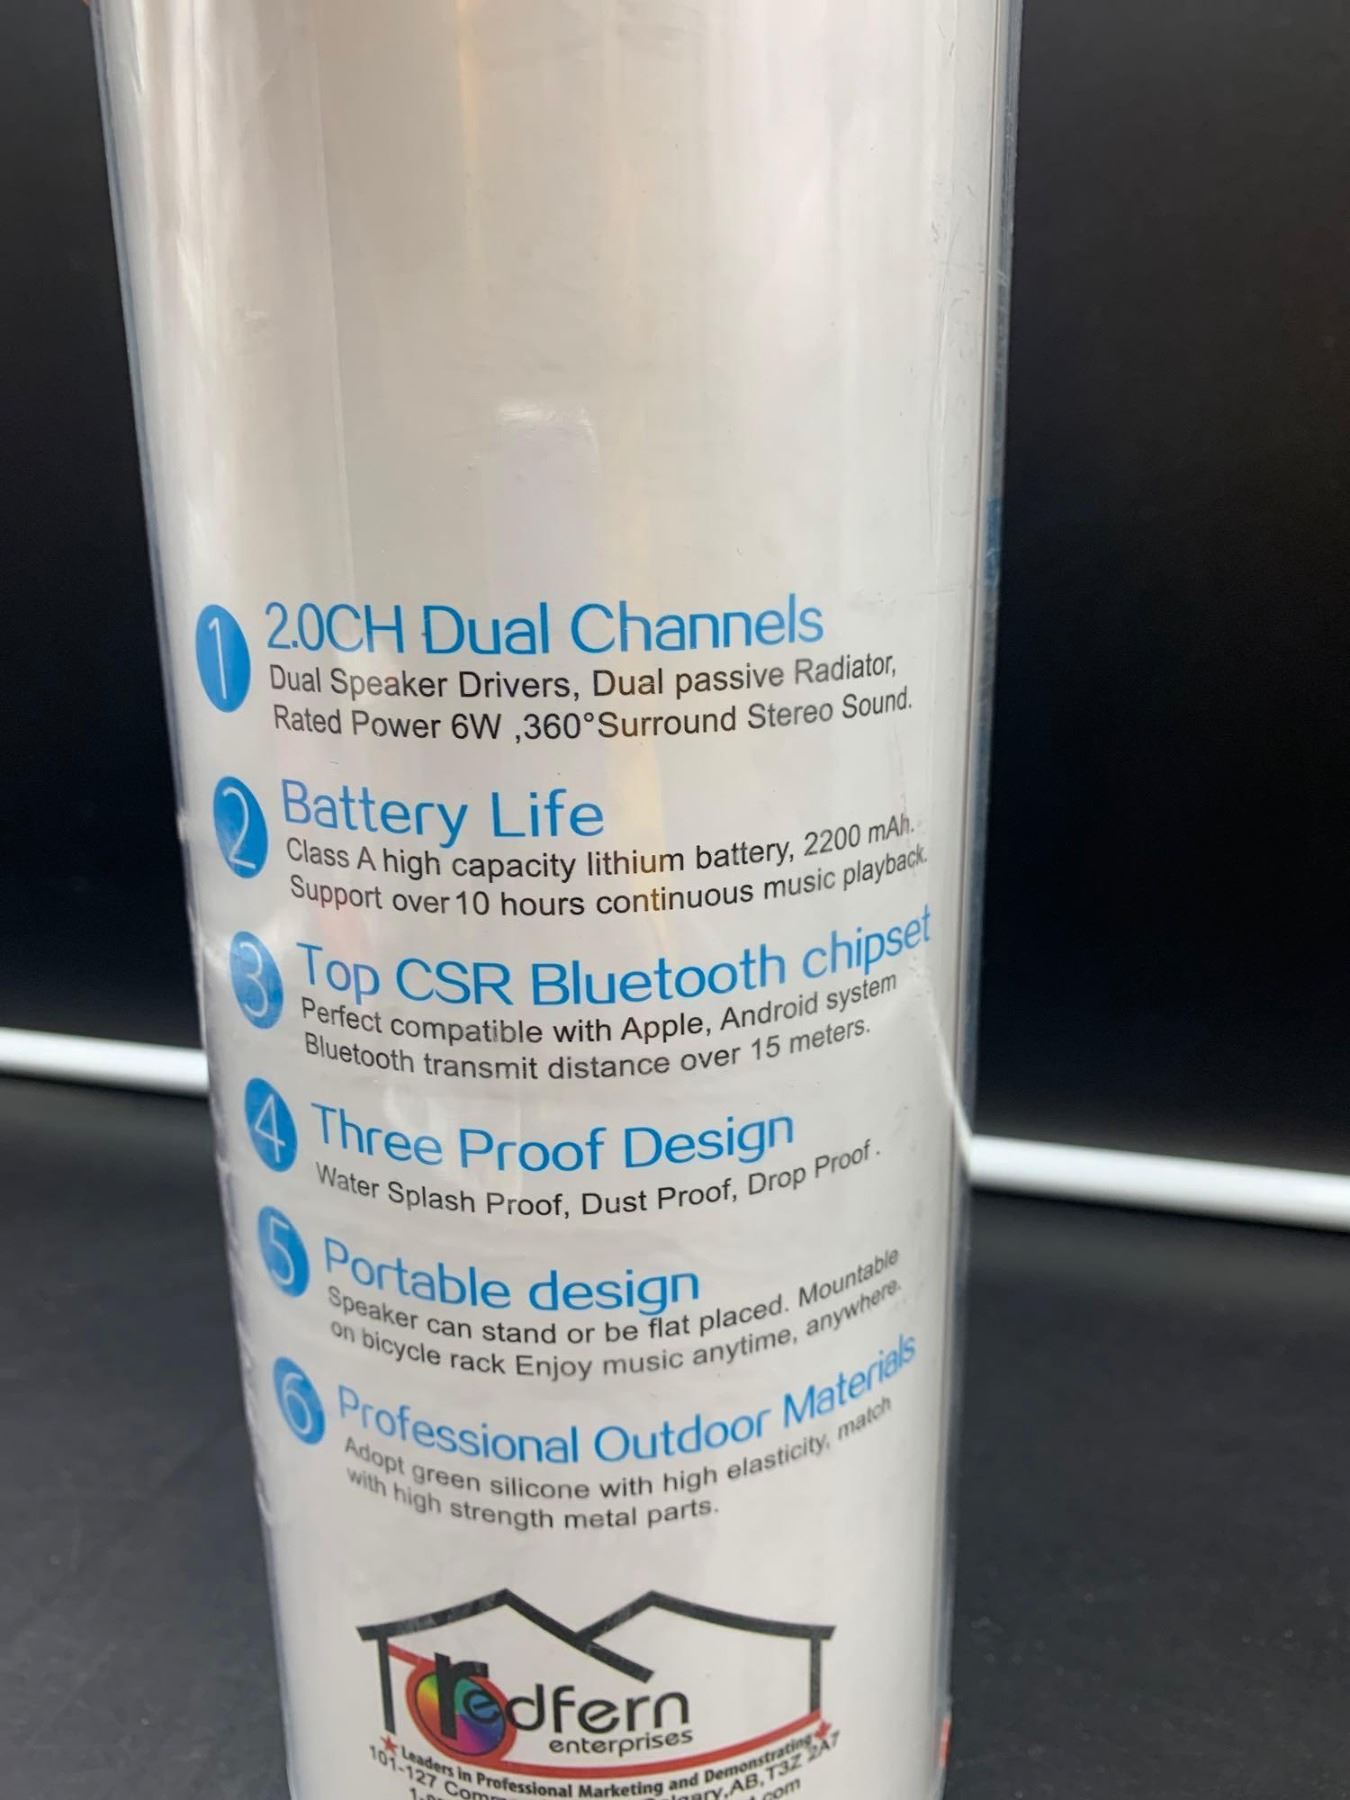 1 2.0CH Dual Channels
Dual Speaker Drivers, Dual passive Radiator,
Rated Power 6W ,360°Surround Stereo Sound.
2 Battery Life
Class A high capacity lithium battery, 2200 mAh.
Support over 10 hours continuous music playback.
3 Top CSR Bluetooth chipset
Perfect compatible with Apple, Android system
Bluetooth transmit distance over 15 meters.
4 Three Proof Design
Water Splash Proof, Dust Proof, Drop Proof .
5 Portable design
Speaker can stand or be flat placed. Mountable
on bicycle rack Enjoy music anytime, anywhere.
6 Professional Outdoor Materials
Adopt green silicone with high elasticity, match
with high strength metal parts.
redfern
enterprises
Leaders in Professional Marketing and Demonstrating
101-127 AB, T3Z 2A7